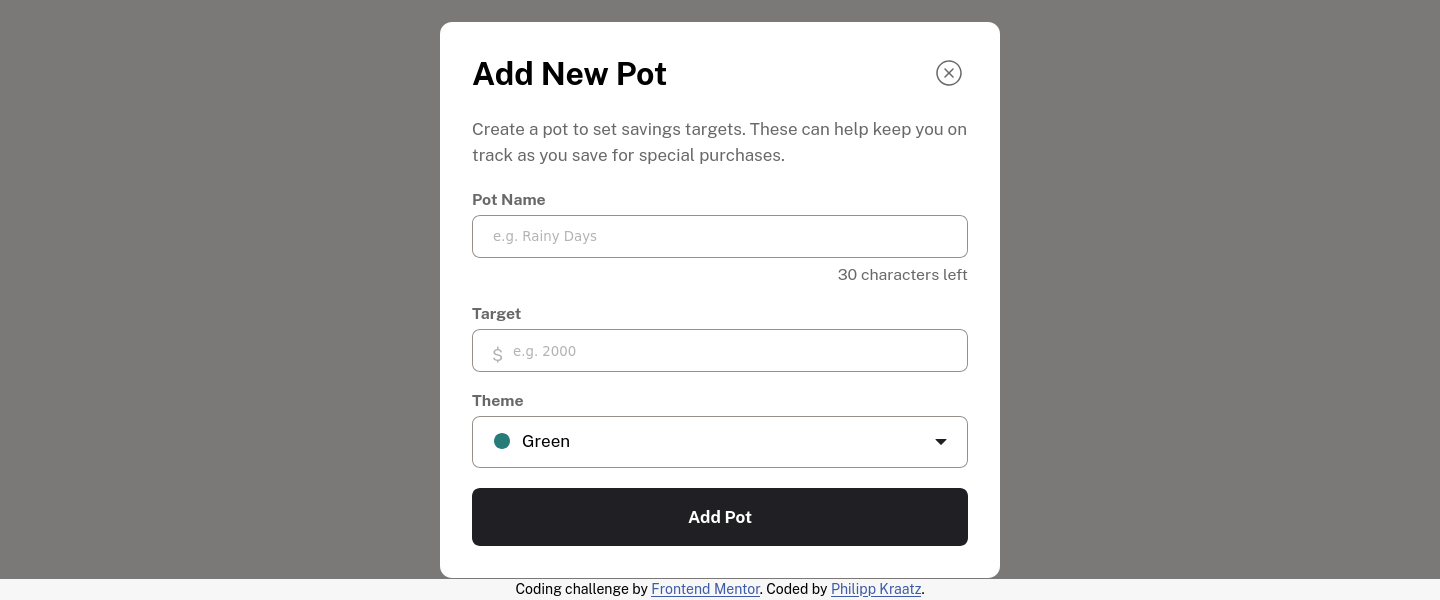 Add New Pot
Create a pot to set savings targets. These can help keep you on
track as you save for special purchases.
Pot Name
e.g. Rainy Days
30 characters left
Target
$ e.g. 2000
Theme
Green
Add Pot
Coding challenge by Frontend Mentor. Coded by Philipp Kraatz.